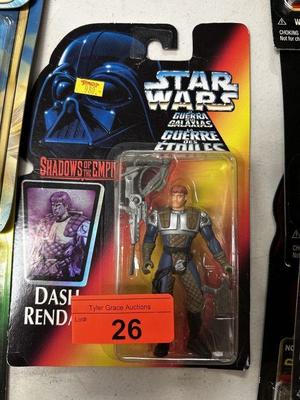 STAR
WARS
LA GUERRA
DE LAS GALAXIAS
LA GUERRE
DES
ÉTOILES
SHADOWS OF THE EMPI
DASH
RENDA
Tyler Grace Auctions
Lot#
26